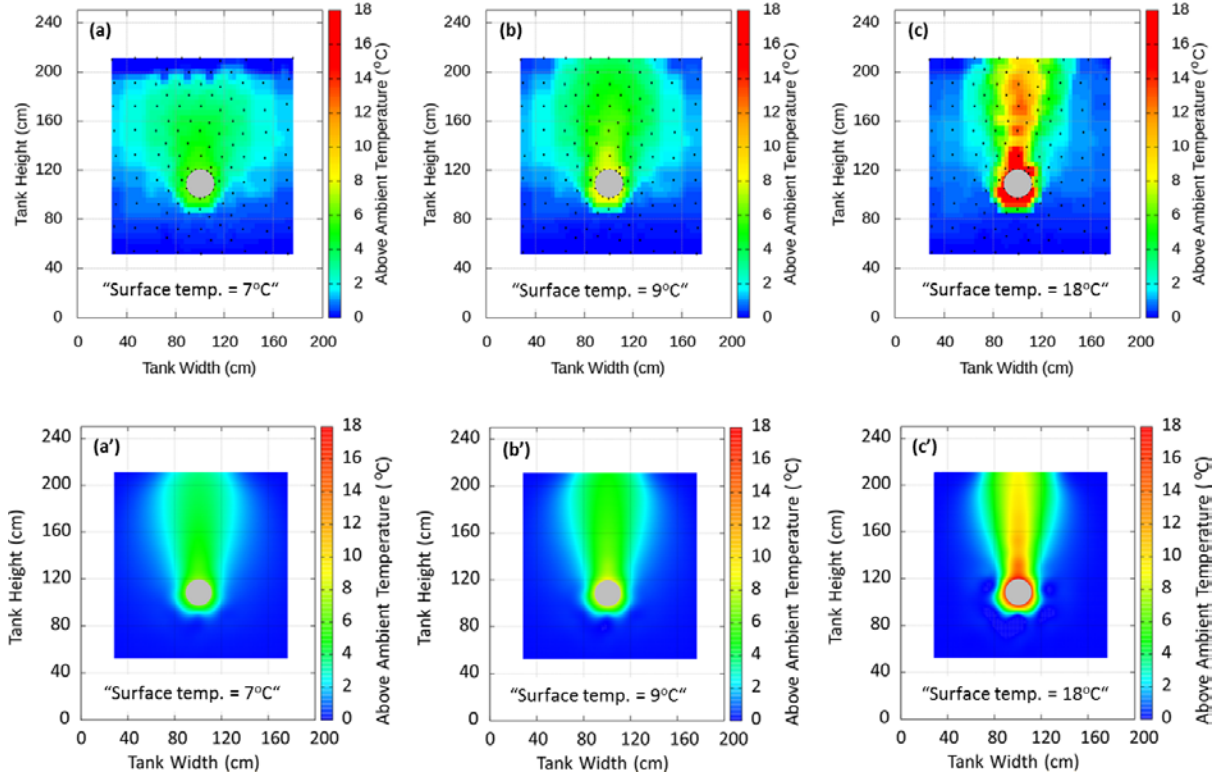 (a)
240
200
160
120
80
40
0
Tank Height (cm)
0 40 80 120 160 200
Tank Width (cm)
"Surface temp. = 7°C"
18
16
14
12
10
8
6
4
2
0
Above Ambient Temperature (°C)
(b)
240
200
160
120
80
40
0
Tank Height (cm)
0 40 80 120 160 200
Tank Width (cm)
"Surface temp. = 9°C"
18
16
14
12
10
8
6
4
2
0
Above Ambient Temperature (°C)
(c)
240
200
160
120
80
40
0
Tank Height (cm)
0 40 80 120 160 200
Tank Width (cm)
"Surface temp. = 18°C"
18
16
14
12
10
8
6
4
2
0
Above Ambient Temperature (°C)
(a')
240
200
160
120
80
40
0
Tank Height (cm)
0 40 80 120 160 200
Tank Width (cm)
"Surface temp. = 7°C"
18
16
14
12
10
8
6
4
2
0
Above Ambient Temperature (°C)
(b')
240
200
160
120
80
40
0
Tank Height (cm)
0 40 80 120 160 200
Tank Width (cm)
"Surface temp. = 9°C"
18
16
14
12
10
8
6
4
2
0
Above Ambient Temperature (°C)
(c')
240
200
160
120
80
40
0
Tank Height (cm)
0 40 80 120 160 200
Tank Width (cm)
"Surface temp. = 18°C"
18
16
14
12
10
8
6
4
2
0
Above Ambient Temperature (°C)